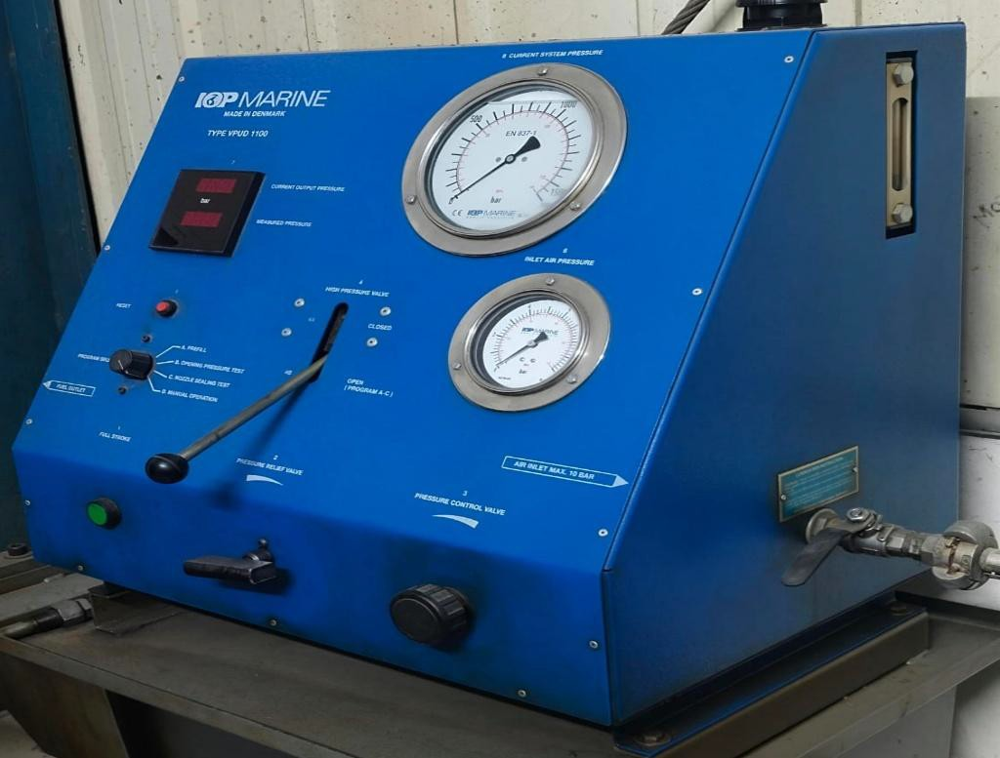 8 CURRENT SYSTEM PRESSURE
IOP MARINE
MADE IN DENMARK
TYPE VPUD 1100
7
CURRENT OUTPUT PRESSURE
bar
MEASURED PRESSURE
500
1000
EN 837-1
bar
0
CE IOP MARINE
6
INLET AIR PRESSURE
IOP MARINE
bar
4
HIGH PRESSURE VALVE
CLOSED
OPEN
(PROGRAM A-C)
RESET
A. PREFILL
B. OPENING PRESSURE TEST
C. NOZZLE SEALING TEST
D. MANUAL OPERATION
PROGRAM
FUEL OUTLET
1
FULL STROKE
2
PRESSURE RELIEF VALVE
AIR INLET MAX. 10 BAR
3
PRESSURE CONTROL VALVE